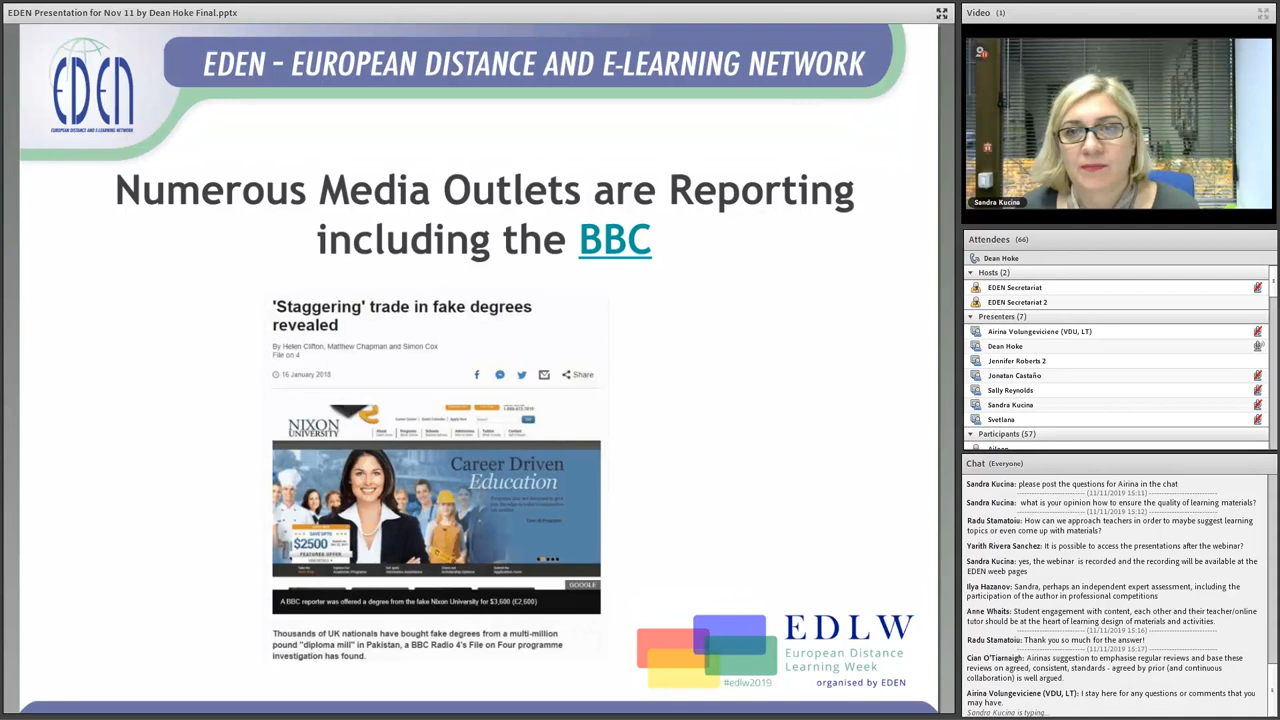 EDEN Presentation for Nov 11 by Dean Hoke Final.pptx
EDEN
EUROPEAN DISTANCE AND E-LEARNING NETWORK
EDEN - EUROPEAN DISTANCE AND E-LEARNING NETWORK
Numerous Media Outlets are Reporting
including the BBC
'Staggering' trade in fake degrees
revealed
By Helen Clifton, Matthew Chapman and Simon Cox
File on 4
16 January 2018
Share
NIXON
UNIVERSITY
Career Driven
Education
SAVE UPTO
$2500
FEATURED OFFER
GOOGLE
A BBC reporter was offered a degree from the fake Nixon University for $3,600 (£2,600)
Thousands of UK nationals have bought fake degrees from a multi-million
pound "diploma mill" in Pakistan, a BBC Radio 4's File on Four programme
investigation has found.
EDLW
European Distance
Learning Week
#edlw2019
organised by EDEN
Video (1)
Sandra Kucina
Attendees (66)
Dean Hoke
Hosts (2)
EDEN Secretariat
EDEN Secretariat 2
Presenters (7)
Airina Volungeviciene (VDU, LT)
Dean Hoke
Jennifer Roberts 2
Jonatan Castaño
Sally Reynolds
Sandra Kucina
Svetlana
Participants (57)
Chat (Everyone)
Sandra Kucina: please post the questions for Airina in the chat
(11/11/2019 15:11)
Sandra Kucina: what is your opinion how to ensure the quality of learning materials?
(11/11/2019 15:12)
Radu Stamatoiu: How can we approach teachers in order to maybe suggest learning
topics or even come up with materials?
Yarith Rivera Sanchez: It is possible to access the presentations after the webinar?
Sandra Kucina: yes, the webinar is recorded and the recording will be available at the
EDEN weeb pages
Ilya Hazanov: Sandra, perhaps an independent expert assessment, including the
participation of the author in professional competitions
Anne Whaits: Student engagement with content, each other and their teacher/online
tutor should be at the heart of learning design of materials and activities.
(11/11/2019 15:16)
Radu Stamatoiu: Thank you so much for the answer!
(11/11/2019 15:17)
Cian O'Tiarnaigh: Airinas suggestion to emphasise regular reviews and base these
reviews on agreed, consistent, standards - agreed by prior (and continuous
collaboration) is well argued.
Airina Volungeviciene (VDU, LT): I stay here for any questions or comments that you
may have.
Sandra Kucina is typing...